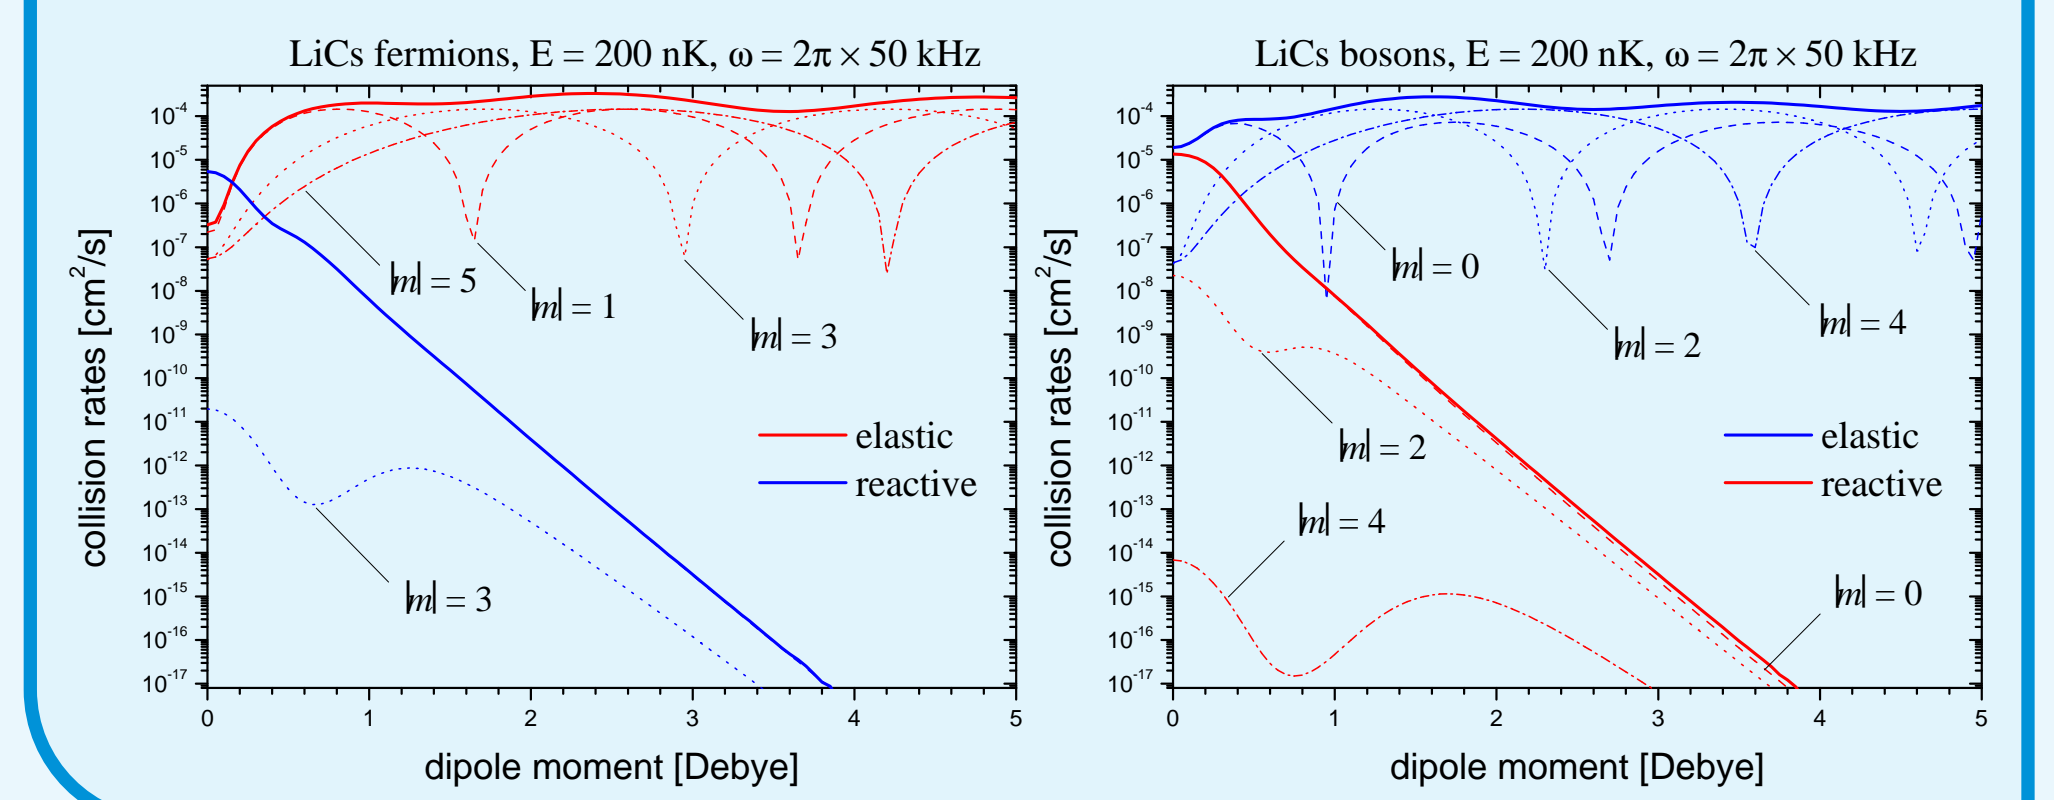 LiCs fermions, E = 200 nK, ω = 2π × 50 kHz
collision rates [cm²/s]
10⁻⁴
10⁻⁵
10⁻⁶
10⁻⁷
10⁻⁸
10⁻⁹
10⁻¹⁰
10⁻¹¹
10⁻¹²
10⁻¹³
10⁻¹⁴
10⁻¹⁵
10⁻¹⁶
10⁻¹⁷
|m| = 5
|m| = 1
|m| = 3
elastic
reactive
|m| = 3
0 1 2 3 4 5
dipole moment [Debye]
LiCs bosons, E = 200 nK, ω = 2π × 50 kHz
collision rates [cm²/s]
10⁻⁴
10⁻⁵
10⁻⁶
10⁻⁷
10⁻⁸
10⁻⁹
10⁻¹⁰
10⁻¹¹
10⁻¹²
10⁻¹³
10⁻¹⁴
10⁻¹⁵
10⁻¹⁶
10⁻¹⁷
|m| = 0
|m| = 4
|m| = 2
elastic
|m| = 2
reactive
|m| = 4
|m| = 0
0 1 2 3 4 5
dipole moment [Debye]